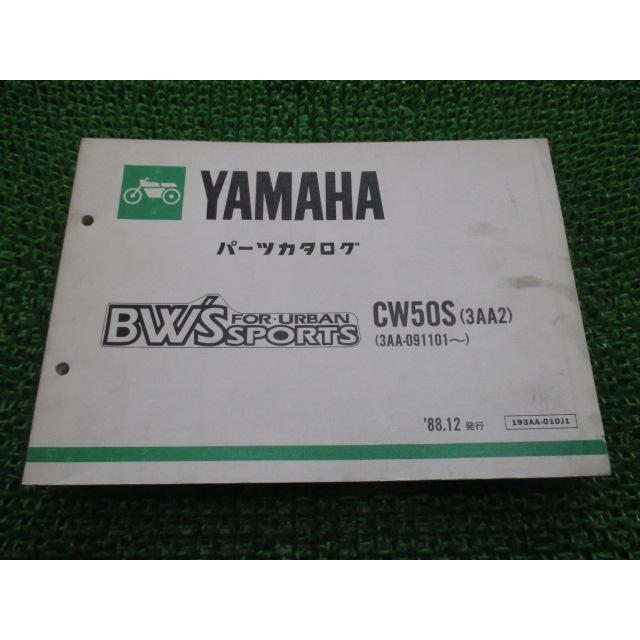 YAMAHA
パーツカタログ
BW'S FOR·URBAN SPORTS
CW50S (3AA2)
(3AA-091101～)
'88.12 発行
193AA-010J1